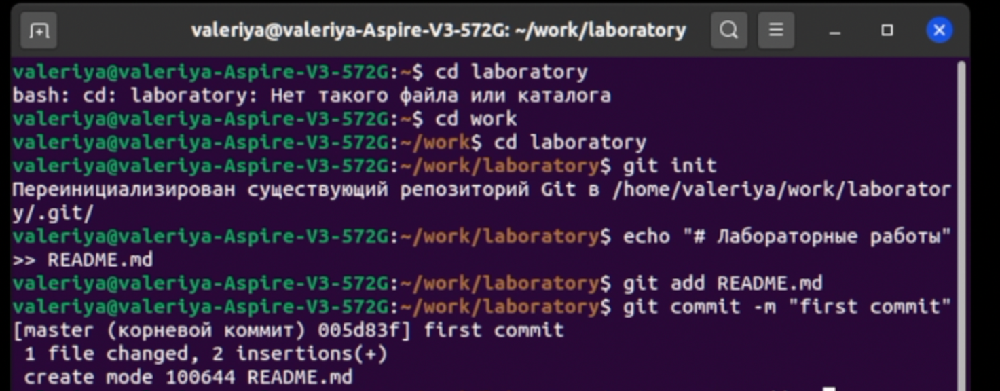 valeriya@valeriya-Aspire-V3-572G: ~/work/laboratory
valeriya@valeriya-Aspire-V3-572G:~$ cd laboratory
bash: cd: laboratory: Нет такого файла или каталога
valeriya@valeriya-Aspire-V3-572G:~$ cd work
valeriya@valeriya-Aspire-V3-572G:~/work$ cd laboratory
valeriya@valeriya-Aspire-V3-572G:~/work/laboratory$ git init
Переинициализирован существующий репозиторий Git в /home/valeriya/work/laborator
y/.git/
valeriya@valeriya-Aspire-V3-572G:~/work/laboratory$ echo "# Лабораторные работы"
>> README.md
valeriya@valeriya-Aspire-V3-572G:~/work/laboratory$ git add README.md
valeriya@valeriya-Aspire-V3-572G:~/work/laboratory$ git commit -m "first commit"
[master (корневой коммит) 005d83f] first commit
 1 file changed, 2 insertions(+)
 create mode 100644 README.md